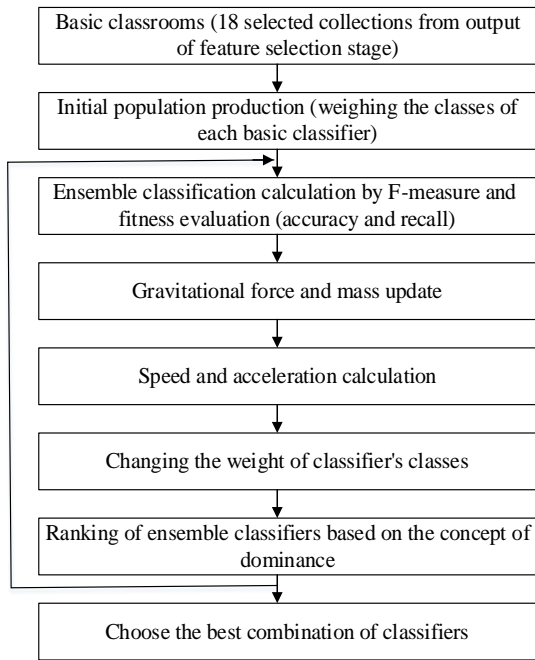 Basic classrooms (18 selected collections from output
of feature selection stage)
Initial population production (weighing the classes of
each basic classifier)
Ensemble classification calculation by F-measure and
fitness evaluation (accuracy and recall)
Gravitational force and mass update
Speed and acceleration calculation
Changing the weight of classifier's classes
Ranking of ensemble classifiers based on the concept of
dominance
Choose the best combination of classifiers